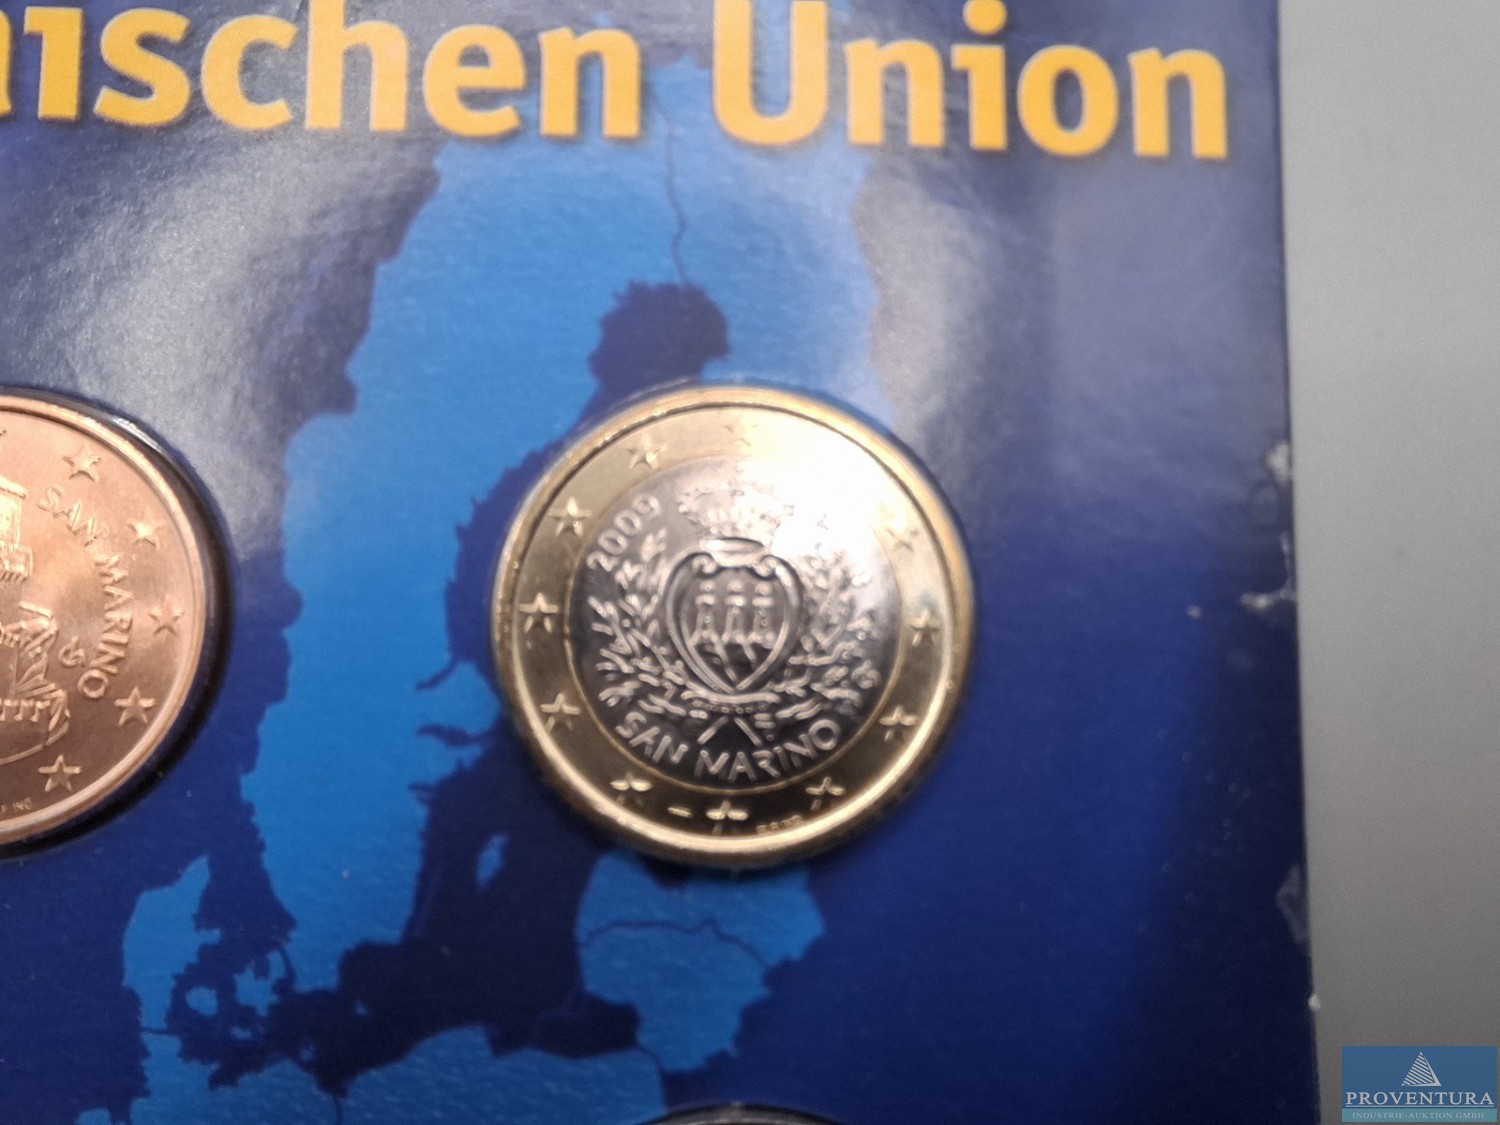 ischen Union
SAN MARINO
2009
SAN MARINO
PROVENTURA
INDUSTRIE-AUKTION GMBH